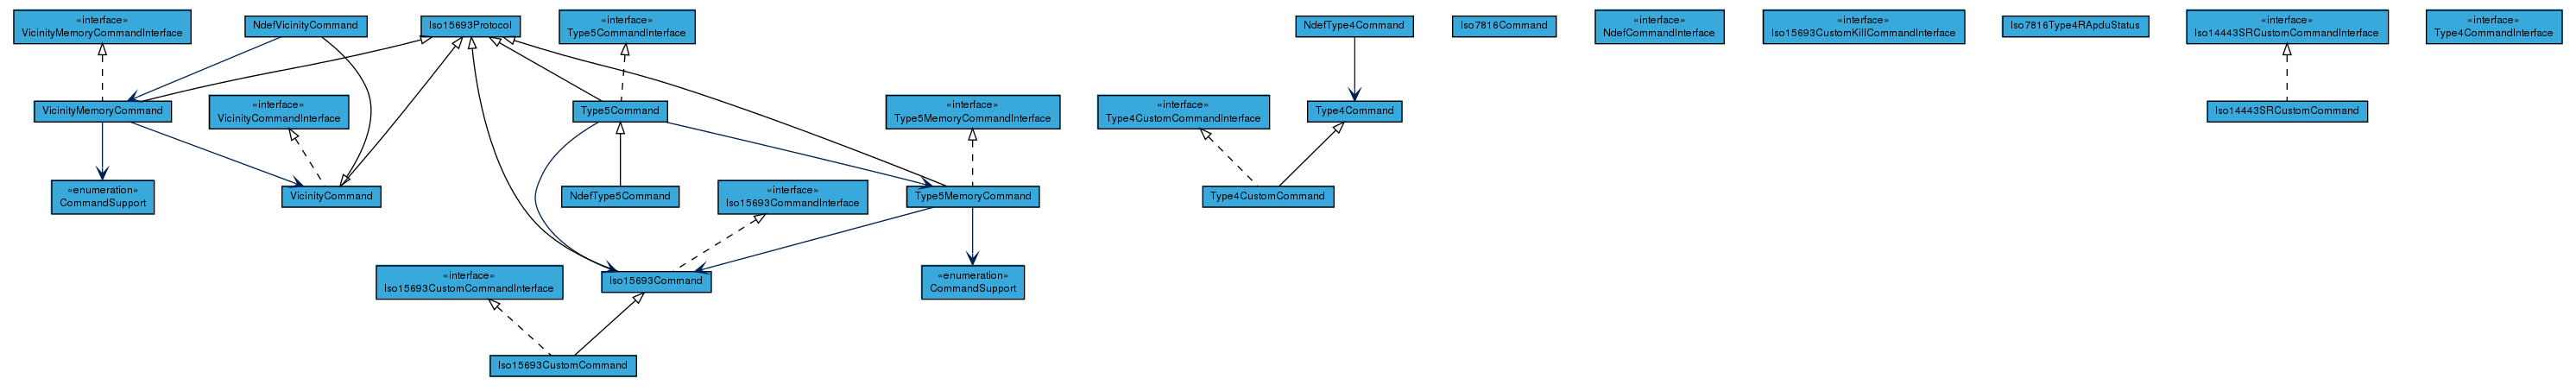 «interface»
VicinityMemoryCommandInterface
NdefVicinityCommand
Iso15693Protocol
«interface»
Type5CommandInterface
NdefType4Command
Iso7816Command
«interface»
NdefCommandInterface
«interface»
Iso15693CustomKillCommandInterface
Iso7816Type4RApduStatus
«interface»
Iso14443SRCustomCommandInterface
«interface»
Type4CommandInterface
VicinityMemoryCommand
«interface»
VicinityCommandInterface
Type5Command
«interface»
Type5MemoryCommandInterface
«interface»
Type4CustomCommandInterface
Type4Command
Iso14443SRCustomCommand
«enumeration»
CommandSupport
VicinityCommand
NdefType5Command
«interface»
Iso15693CommandInterface
Type5MemoryCommand
Type4CustomCommand
«interface»
Iso15693CustomCommandInterface
Iso15693Command
«enumeration»
CommandSupport
Iso15693CustomCommand